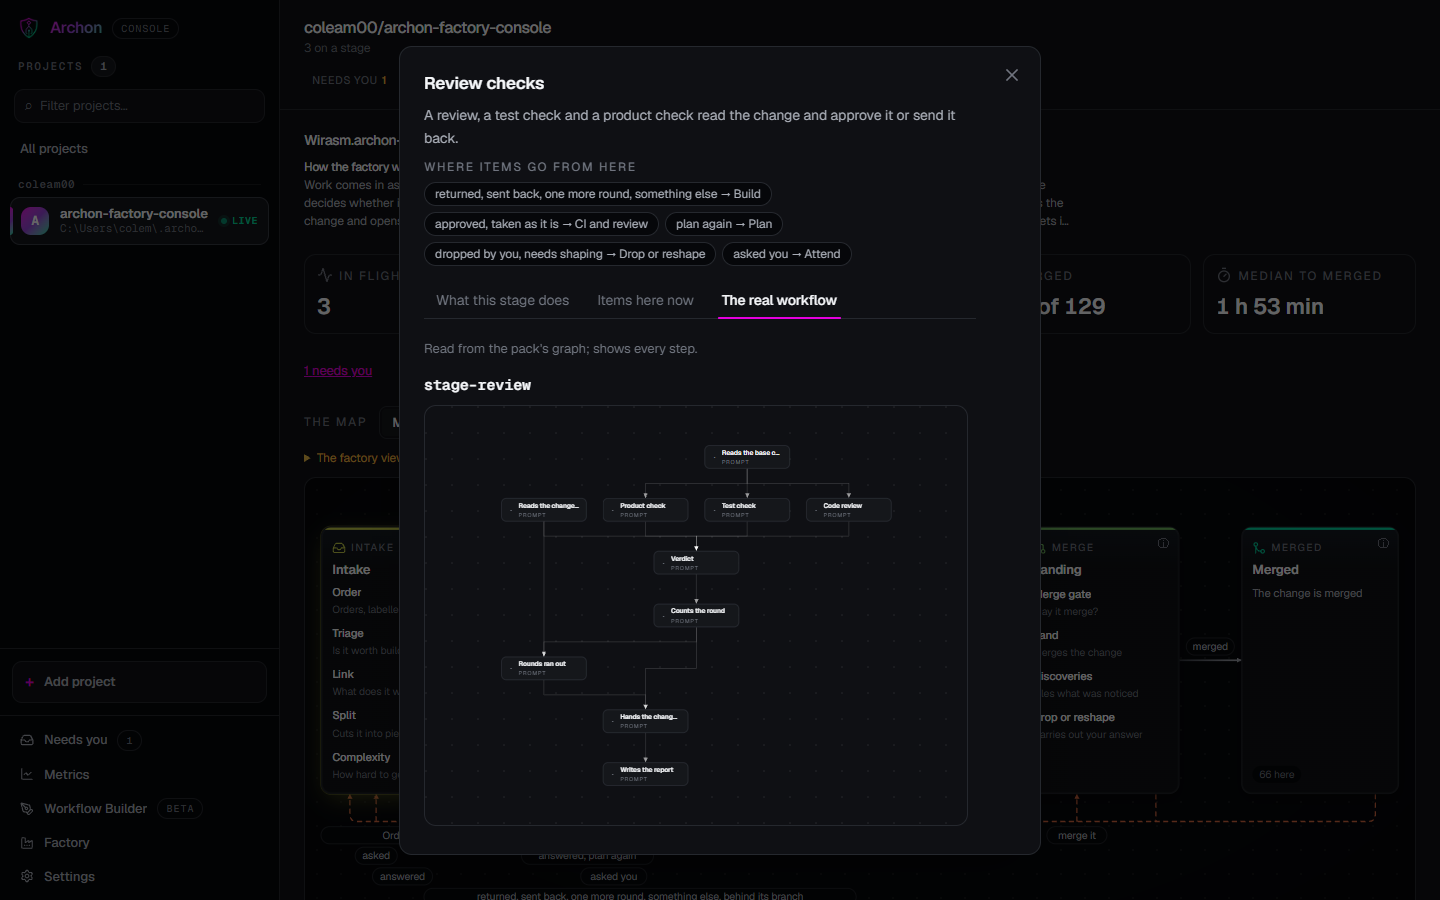 Archon CONSOLE
PROJECTS 1
Filter projects...
All projects
coleam00
A
archon-factory-console
LIVE
C:\Users\colem\.archo…
Add project
Needs you 1
Metrics
Workflow Builder BETA
Factory
Settings
coleam00/archon-factory-console
3 on a stage
NEEDS YOU 1
Wirasm.archon-
How the factory w
Work comes in as
decides whether i
change and opens
IN FLIGH
3
1 needs you
THE MAP
The factory view
INTAKE
Intake
Order
Orders, labelle
Triage
Is it worth buil
Link
What does it w
Split
Cuts it into pie
Complexity
How hard to g
Ord
asked
answered
Review checks
A review, a test check and a product check read the change and approve it or send it
back.
WHERE ITEMS GO FROM HERE
returned, sent back, one more round, something else → Build
approved, taken as it is → CI and review
plan again → Plan
dropped by you, needs shaping → Drop or reshape
asked you → Attend
What this stage does
Items here now
The real workflow
Read from the pack's graph; shows every step.
stage-review
Reads the base c…
PROMPT
Reads the change…
PROMPT
Product check
PROMPT
Test check
PROMPT
Code review
PROMPT
Verdict
PROMPT
Counts the round
PROMPT
Rounds ran out
PROMPT
Hands the chang…
PROMPT
Writes the report
PROMPT
answered, plan again
asked you
returned, sent back, one more round, something else, behind its branch
e
s the
ets i…
RGED
of 129
MEDIAN TO MERGED
1 h 53 min
MERGE
anding
lerge gate
ay it merge?
and
erges the change
iscoveries
les what was noticed
rop or reshape
arries out your answer
merged
MERGED
Merged
The change is merged
66 here
merge it